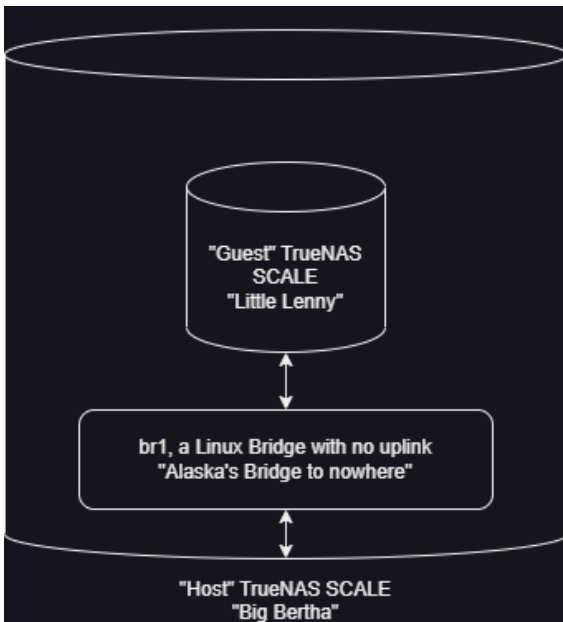 "Guest" TrueNAS
SCALE
"Little Lenny"
br1, a Linux Bridge with no uplink
"Alaska's Bridge to nowhere"
"Host" TrueNAS SCALE
"Big Bertha"